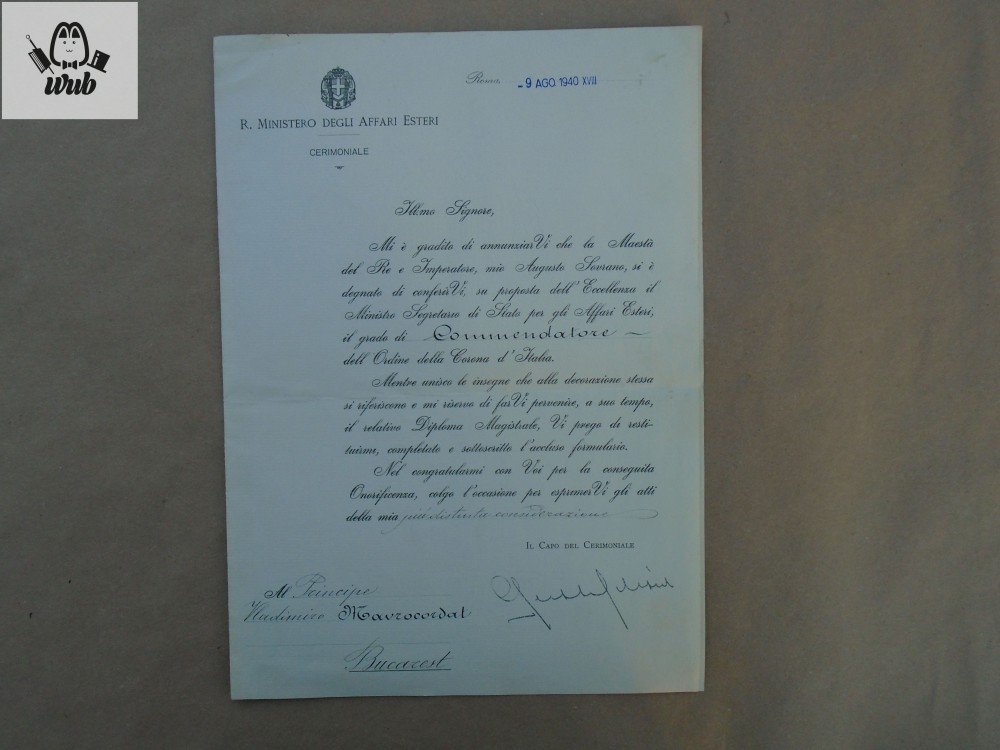 wub
Roma, - 9 AGO. 1940 XVIII
R. MINISTERO DEGLI AFFARI ESTERI
CERIMONIALE
Ill.mo Signore,
Mi è gradito di annunziarVi che la Maestà
del Re e Imperatore, mio Augusto Sovrano, si è
degnato di conferirVi, su proposta dell'Eccellenza il
Ministro Segretario di Stato per gli Affari Esteri,
il grado di Commendatore
dell'Ordine della Corona d'Italia.
Mentre unisco le insegne che alla decorazione stessa
si riferiscono e mi riservo di farVi pervenire, a suo tempo,
il relativo Diploma Magistrale, Vi prego di resti-
tuirmi, completato e sottoscritto l'accluso formulario.
Nel congratularmi con Voi per la conseguita
Onorificenza, colgo l'occasione per esprimerVi gli atti
della mia più distinta considerazione
IL CAPO DEL CERIMONIALE
Al Principe
Vladimiro Mavrocordat
Bucarest